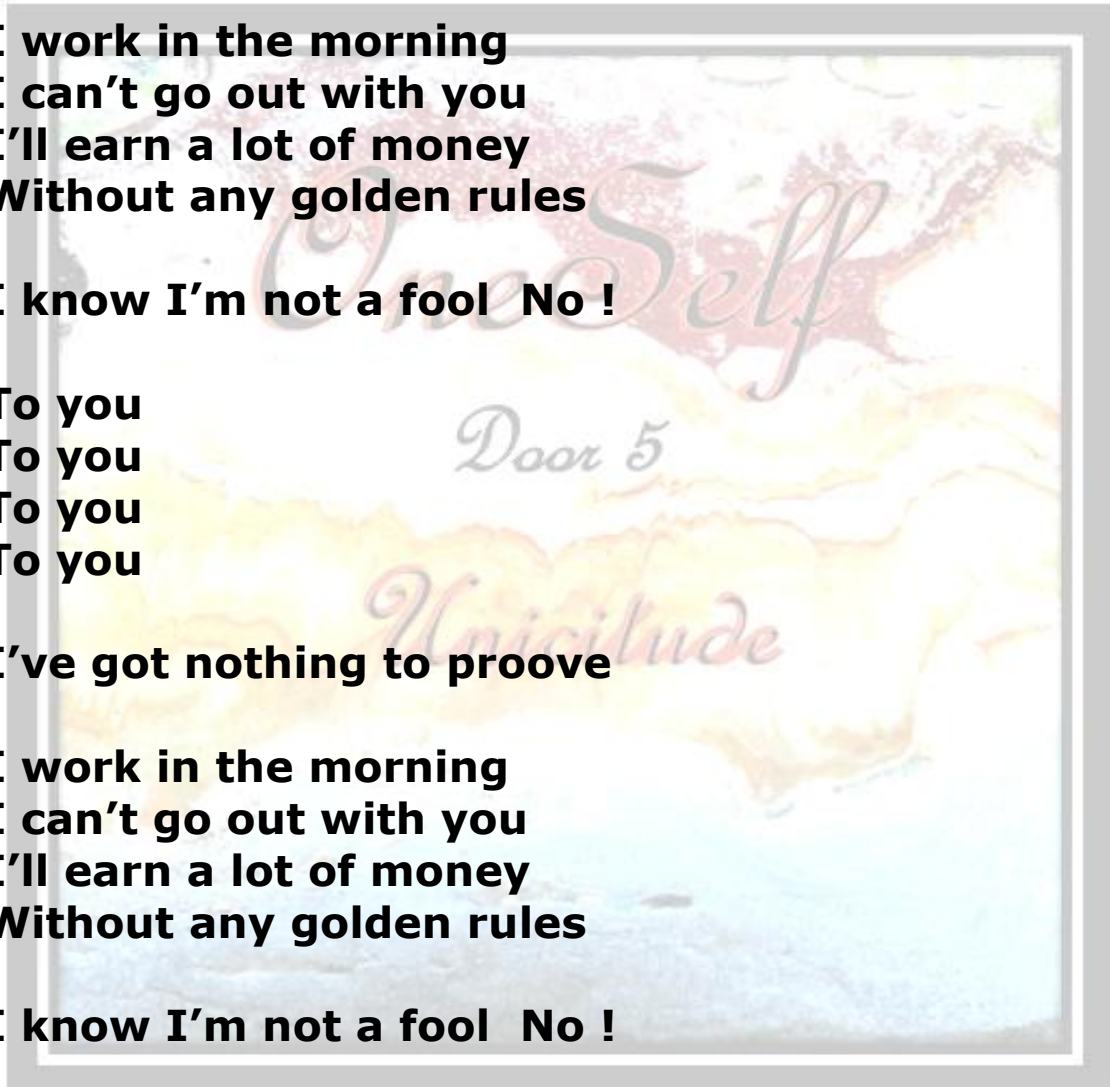 I work in the morning
I can’t go out with you
I’ll earn a lot of money
Without any golden rules
I know I’m not a fool  No !
To you
To you
To you
To you
I’ve got nothing to proove
I work in the morning
I can’t go out with you
I’ll earn a lot of money
Without any golden rules
I know I’m not a fool  No !
OneSelf
Door 5
Unicitude